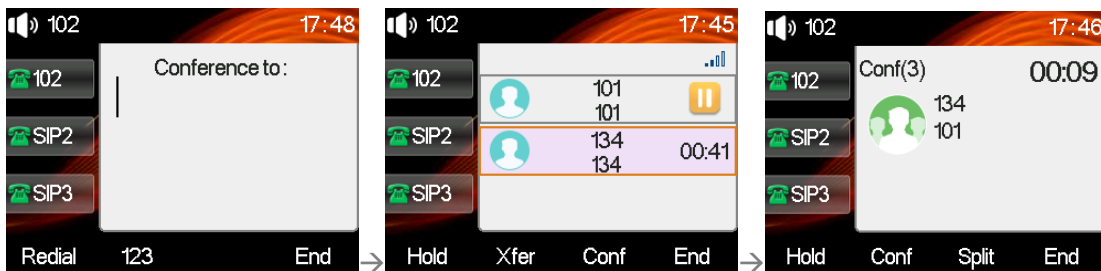 102 17:48
Conference to:
102
SIP2
SIP3
Redial 123 End
→
102 17:45
102
101
101
SIP2
134
134
00:41
SIP3
Hold Xfer Conf End
→
102 17:46
Conf(3) 00:09
102
134
101
SIP2
SIP3
Hold Conf Split End